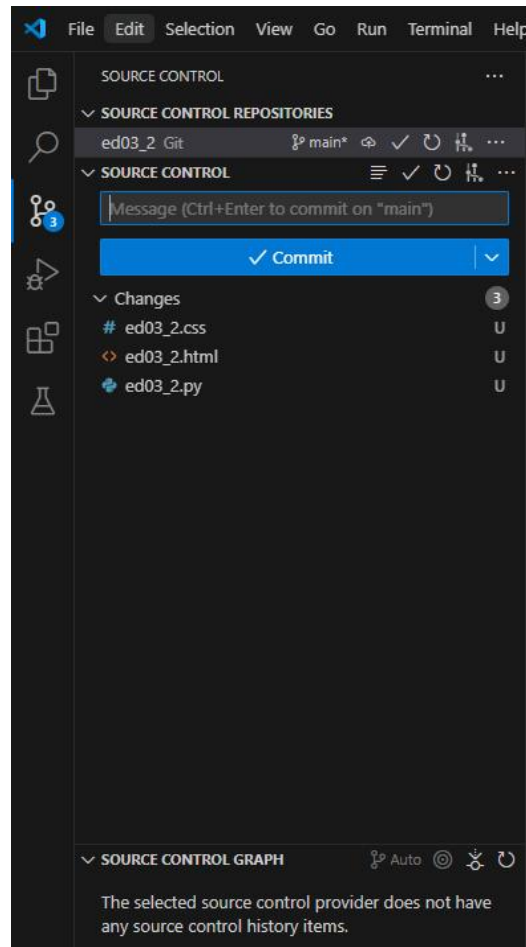 File Edit Selection View Go Run Terminal Help
SOURCE CONTROL
SOURCE CONTROL REPOSITORIES
ed03_2 Git main*
SOURCE CONTROL
Message (Ctrl+Enter to commit on "main")
Commit
Changes 3
# ed03_2.css U
<> ed03_2.html U
ed03_2.py U
3
SOURCE CONTROL GRAPH Auto
The selected source control provider does not have
any source control history items.